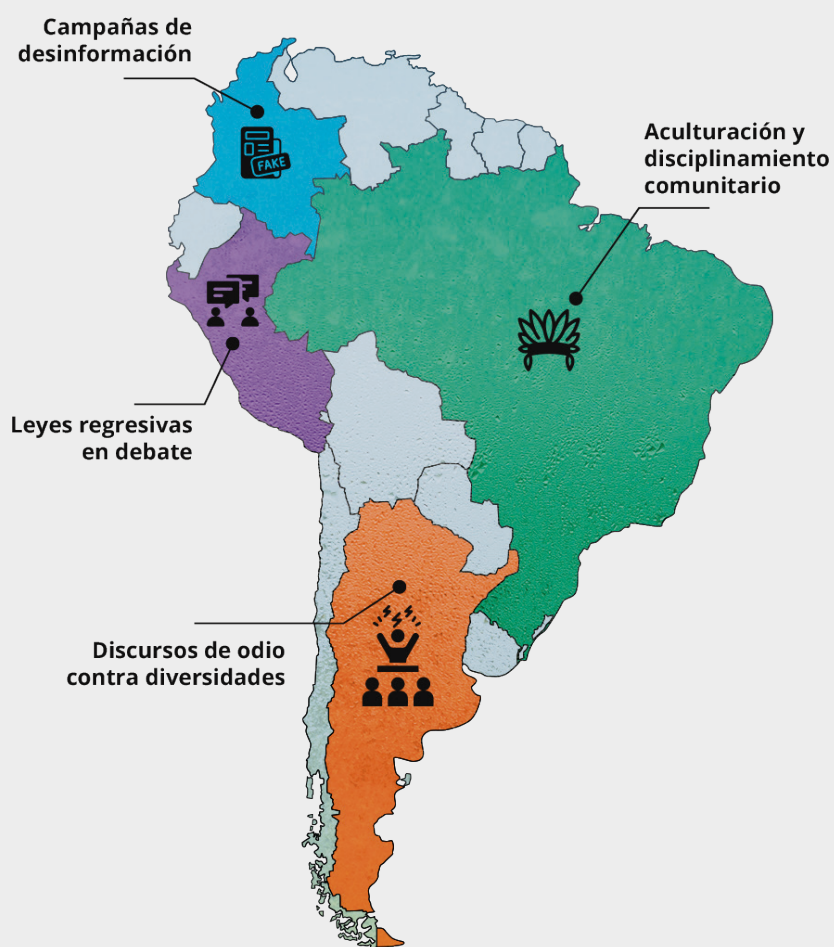 Campañas de
desinformación
FAKE
Aculturación y
disciplinamiento
comunitario
Leyes regresivas
en debate
Discursos de odio
contra diversidades